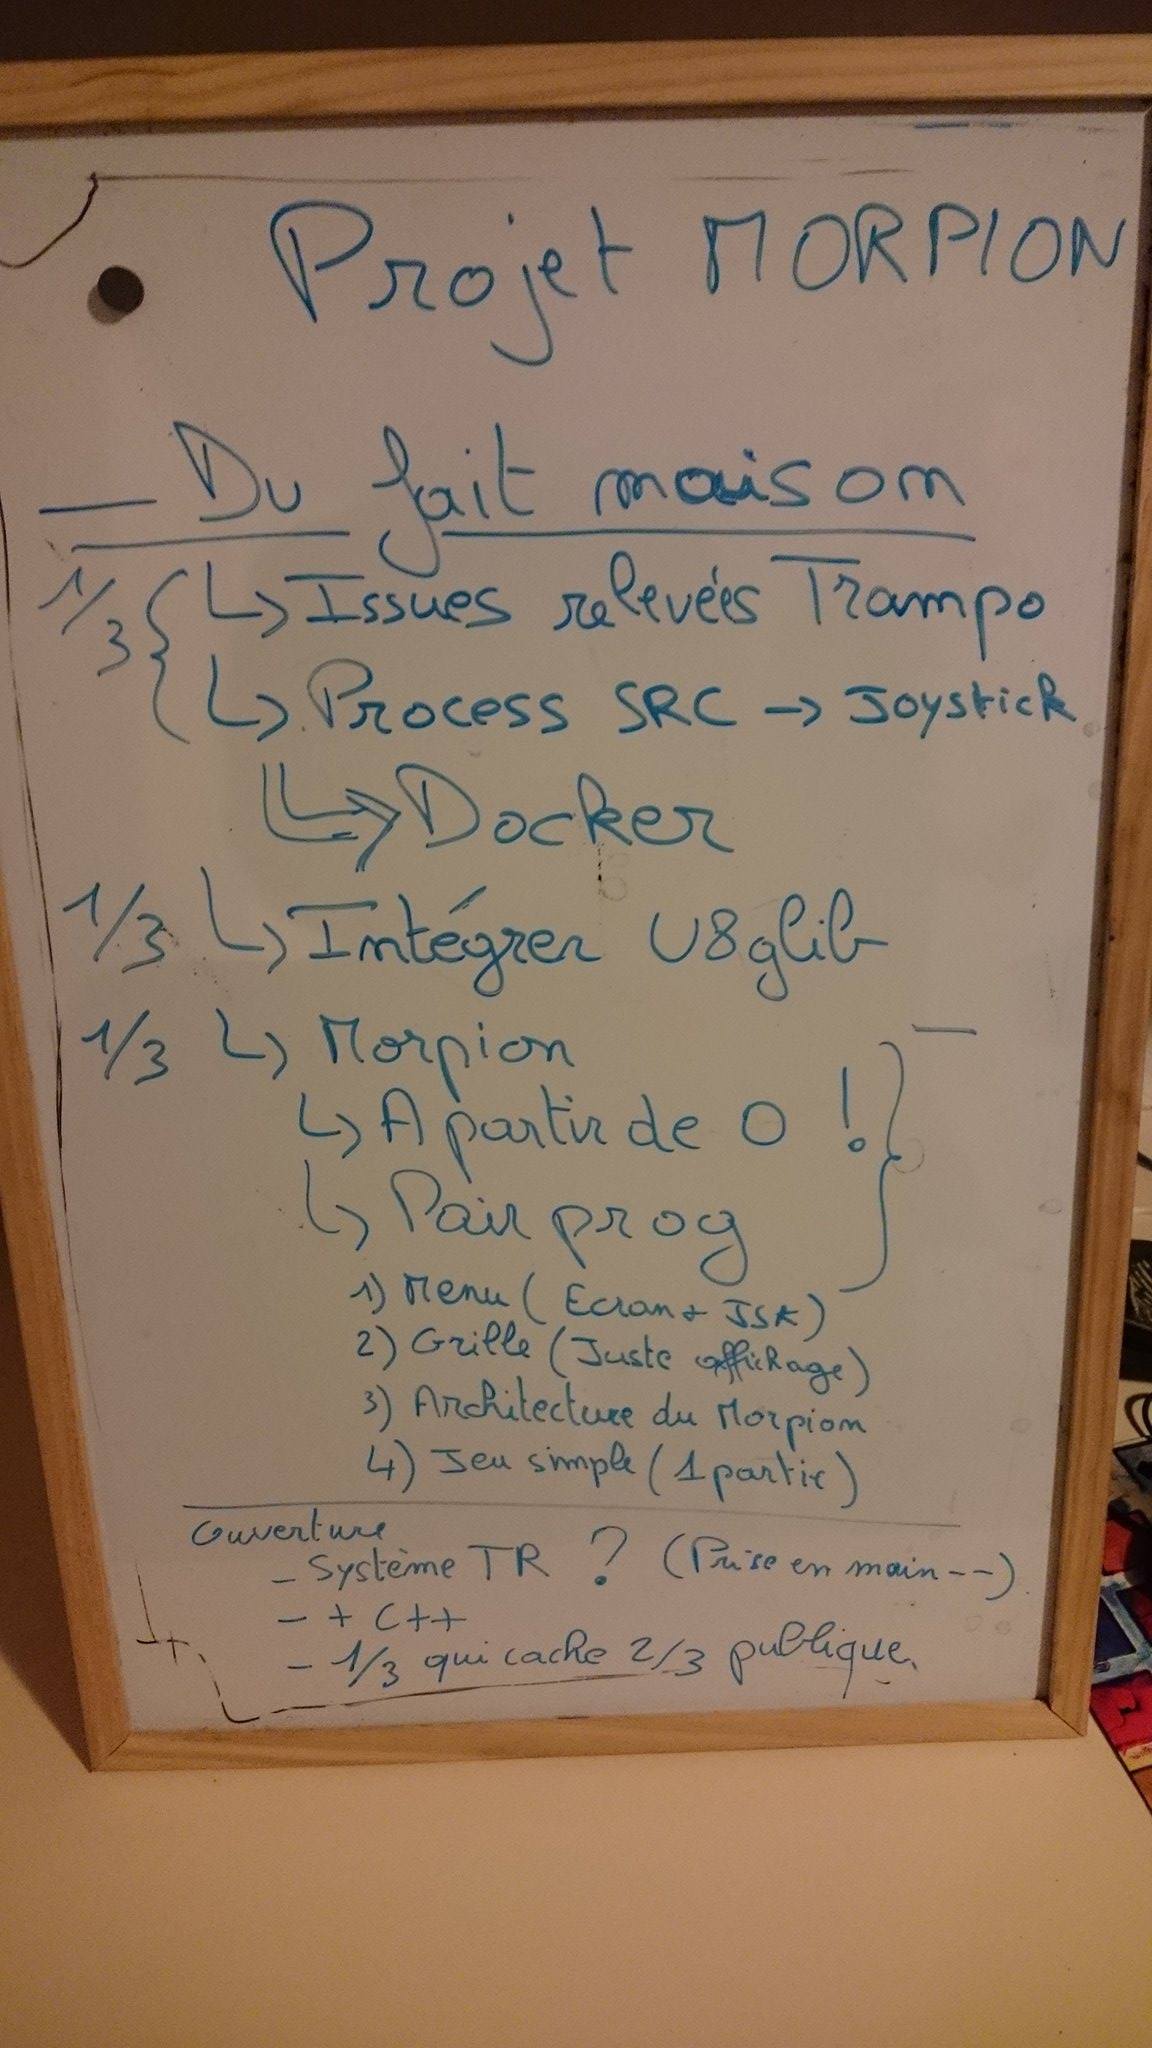 Projet MORPION
— Du fait maison
1/3 { ↳ Issues relevées Trampo
↳ Process SRC → Joystick
↳ Docker
1/3 ↳ Intégrer U8glib
1/3 ↳ Morpion
↳ A partir de 0 ! }
↳ Pair prog
1) Menu ( Ecran + JSK)
2) Grille (Juste affichage)
3) Architecture du Morpion
4) Jeu simple (1 partie)
Ouverture
- Système TR ? (Prise en main --)
- + C++
- 1/3 qui cache 2/3 publique.